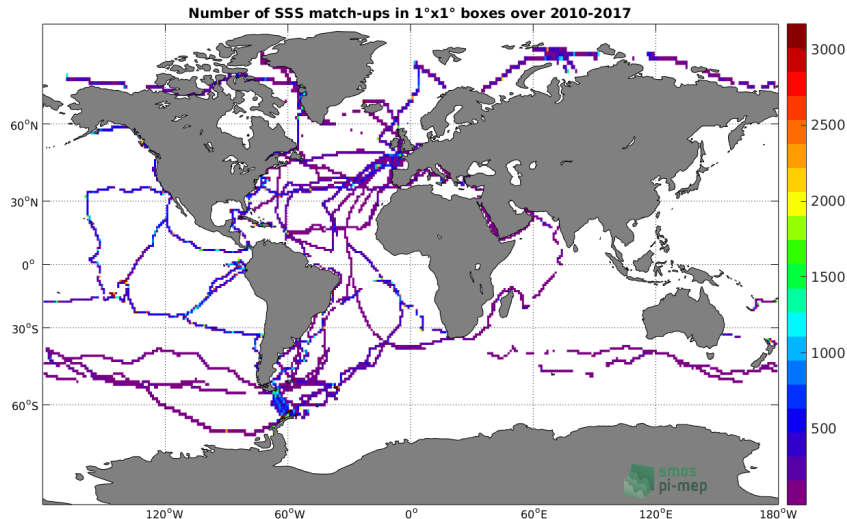 Number of SSS match-ups in 1°x1° boxes over 2010-2017
3000
2500
2000
1500
1000
500
60°N
30°N
0°
30°S
60°S
120°W
60°W
0°
60°E
120°E
180°W
smos
pi-mep